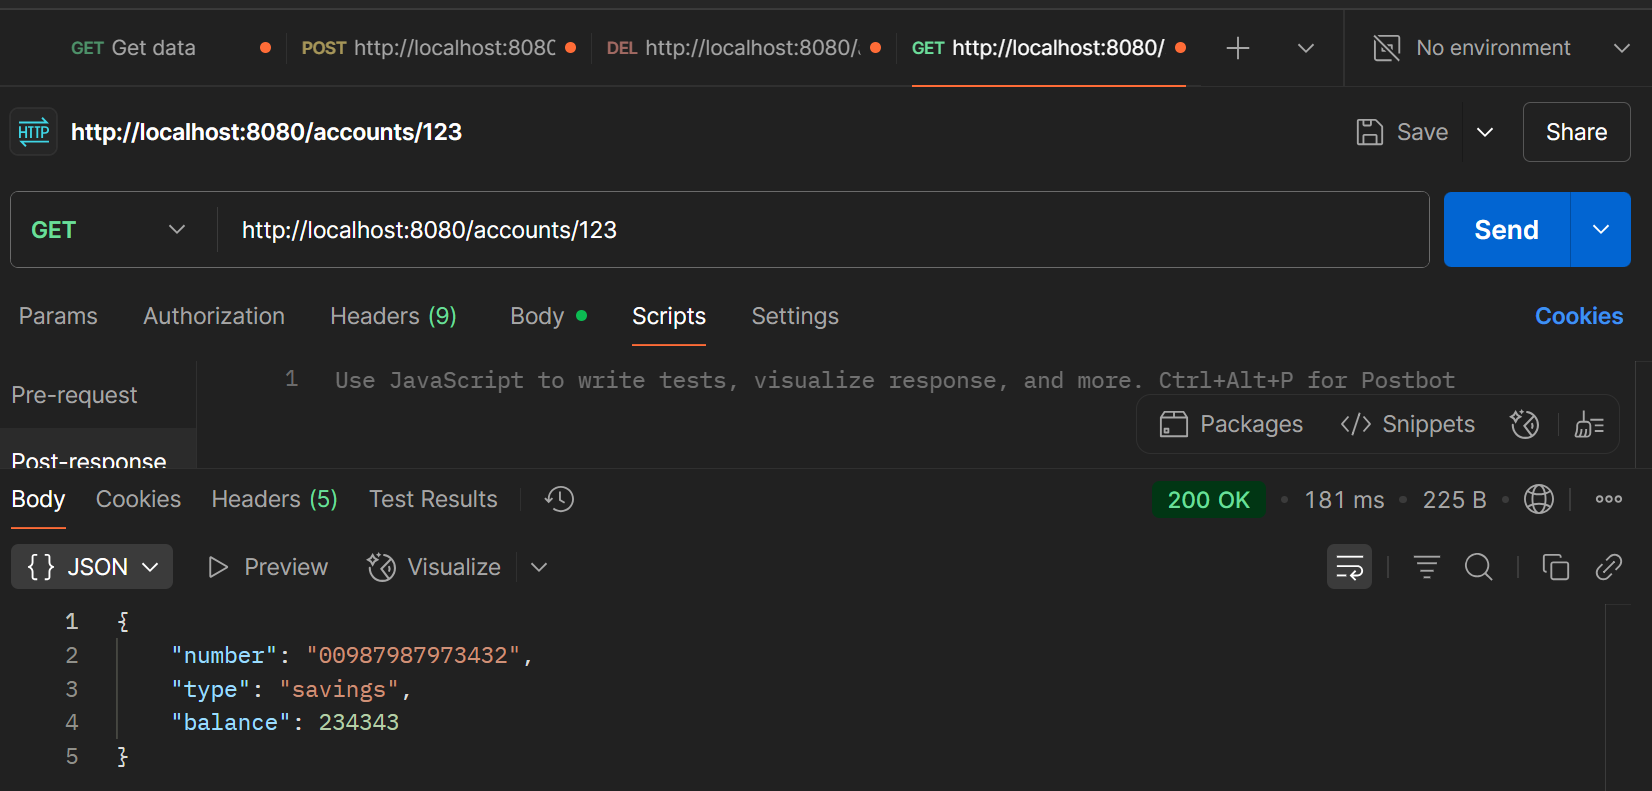 GET Get data POST http://localhost:808 DEL http://localhost:8080/. GET http://localhost:8080/ No environment
HTTP http://localhost:8080/accounts/123 Save Share
GET http://localhost:8080/accounts/123 Send
Params Authorization Headers (9) Body Scripts Settings Cookies
Pre-request
1 Use JavaScript to write tests, visualize response, and more. Ctrl+Alt+P for Postbot
Packages </> Snippets
Post-response
Body Cookies Headers (5) Test Results 200 OK • 181 ms • 225 B •
{} JSON Preview Visualize
1 {
2 "number": "00987987973432",
3 "type": "savings",
4 "balance": 234343
5 }